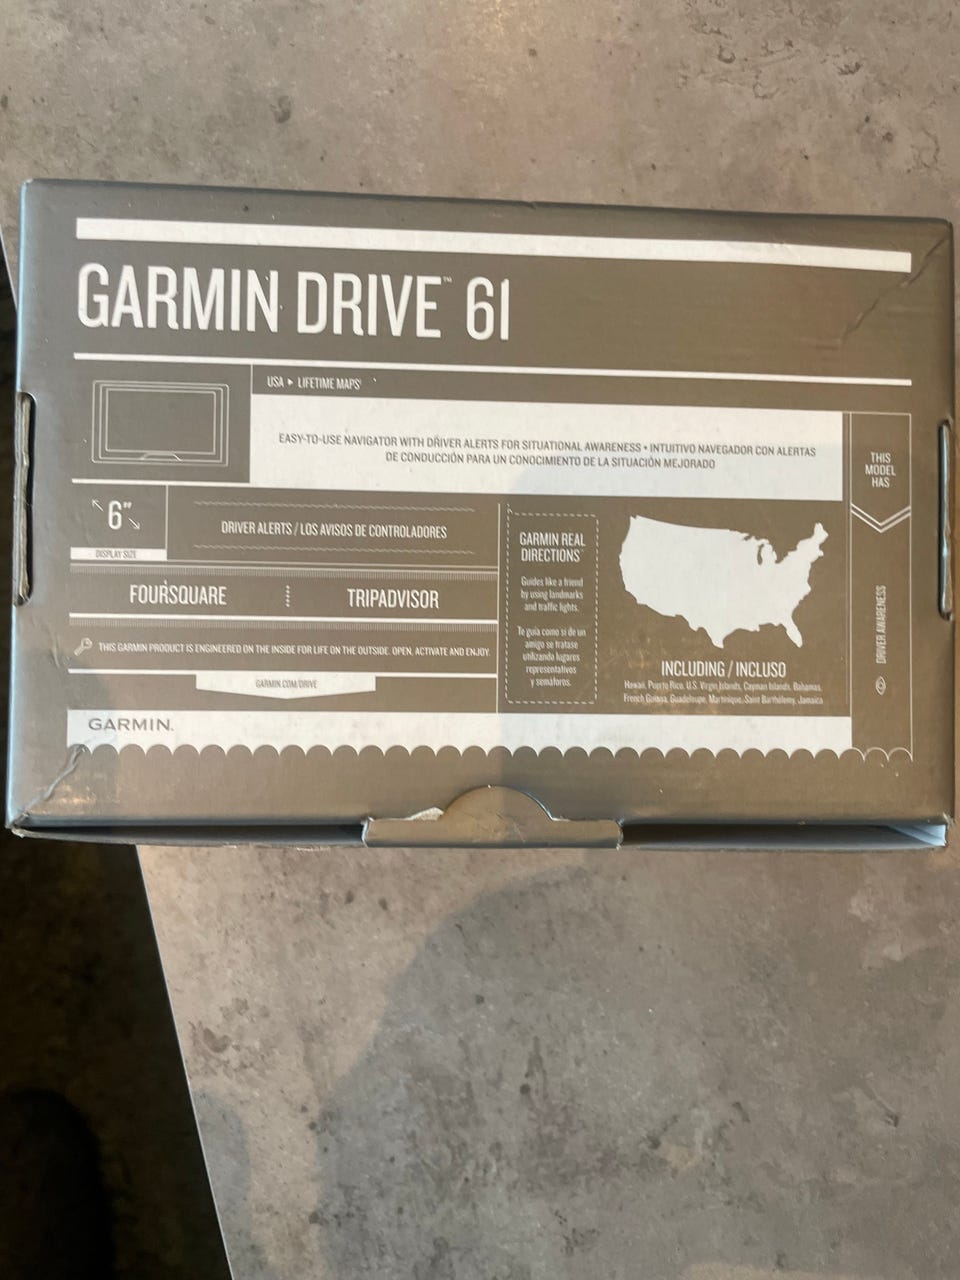 GARMIN DRIVE™ 61
USA ▸ LIFETIME MAPS¹
EASY-TO-USE NAVIGATOR WITH DRIVER ALERTS FOR SITUATIONAL AWARENESS • INTUITIVO NAVEGADOR CON ALERTAS
DE CONDUCCIÓN PARA UN CONOCIMIENTO DE LA SITUACIÓN MEJORADO
THIS
MODEL
HAS
6"
DISPLAY SIZE
DRIVER ALERTS / LOS AVISOS DE CONTROLADORES
FOURSQUARE
TRIPADVISOR
THIS GARMIN PRODUCT IS ENGINEERED ON THE INSIDE FOR LIFE ON THE OUTSIDE. OPEN, ACTIVATE AND ENJOY.
GARMIN.COM/DRIVE
GARMIN REAL
DIRECTIONS™
Guides like a friend
by using landmarks
and traffic lights.
Te guía como si de un
amigo se tratase
utilizando lugares
representativos
y semáforos.
INCLUDING / INCLUSO
Hawaii, Puerto Rico, U.S. Virgin Islands, Cayman Islands, Bahamas,
French Guiana, Guadeloupe, Martinique, Saint Barthélemy, Jamaica
DRIVER AWARENESS
GARMIN.